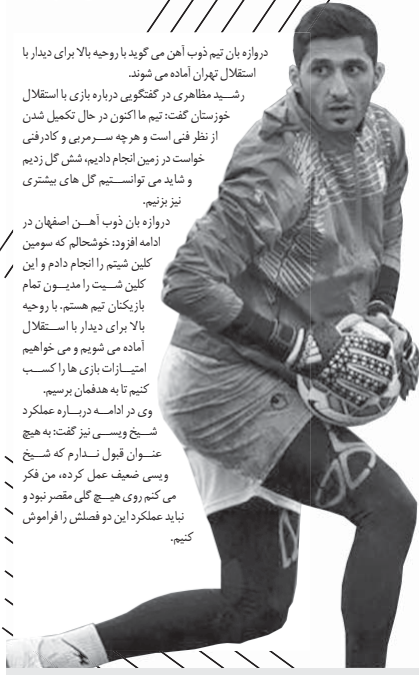 دروازه بان تیم ذوب آهن می گوید با روحیه بالا برای دیدار با
استقلال تهران آماده می شوند.
رشـید مظاهری در گفتگویی درباره بازی با استقلال
خوزستان گفت: تیم ما اکنون در حال تکمیل شدن
از نظر فنی است و هرچه سـرمربی و کادرفنی
خواست در زمین انجام دادیم، شش گل زدیم
و شاید می توانسـتیم گل های بیشتری
نیز بزنیم.
دروازه بان ذوب آهـن اصفهان در
ادامه افزود: خوشحالم که سومین
کلین شیتم را انجام دادم و این
کلین شـیت را مدیـون تمام
بازیکنان تیم هستم. با روحیه
بالا برای دیدار با اسـتقلال
آماده می شویم و می خواهیم
امتیـازات بازی ها را کسـب
کنیم تا به هدفمان برسیم.
وی در ادامـه دربـاره عملکرد
شـیخ ویسـی نیز گفت: به هیچ
عنـوان قبول نـدارم که شـیخ
ویسی ضعیف عمل کرده، من فکر
می کنم روی هیـچ گلی مقصر نبود و
نباید عملکرد این دو فصلش را فراموش
کنیم.